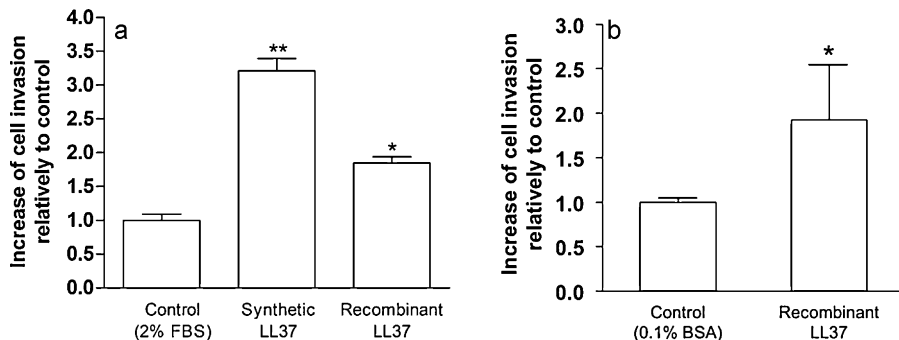 a
Increase of cell invasion
relatively to control
4.0
3.5
3.0
2.5
2.0
1.5
1.0
0.5
0.0
**
*
Control
(2% FBS)
Synthetic
LL37
Recombinant
LL37
b
Increase of cell invasion
relatively to control
3.0
2.5
2.0
1.5
1.0
0.5
0.0
*
Control
(0.1% BSA)
Recombinant
LL37